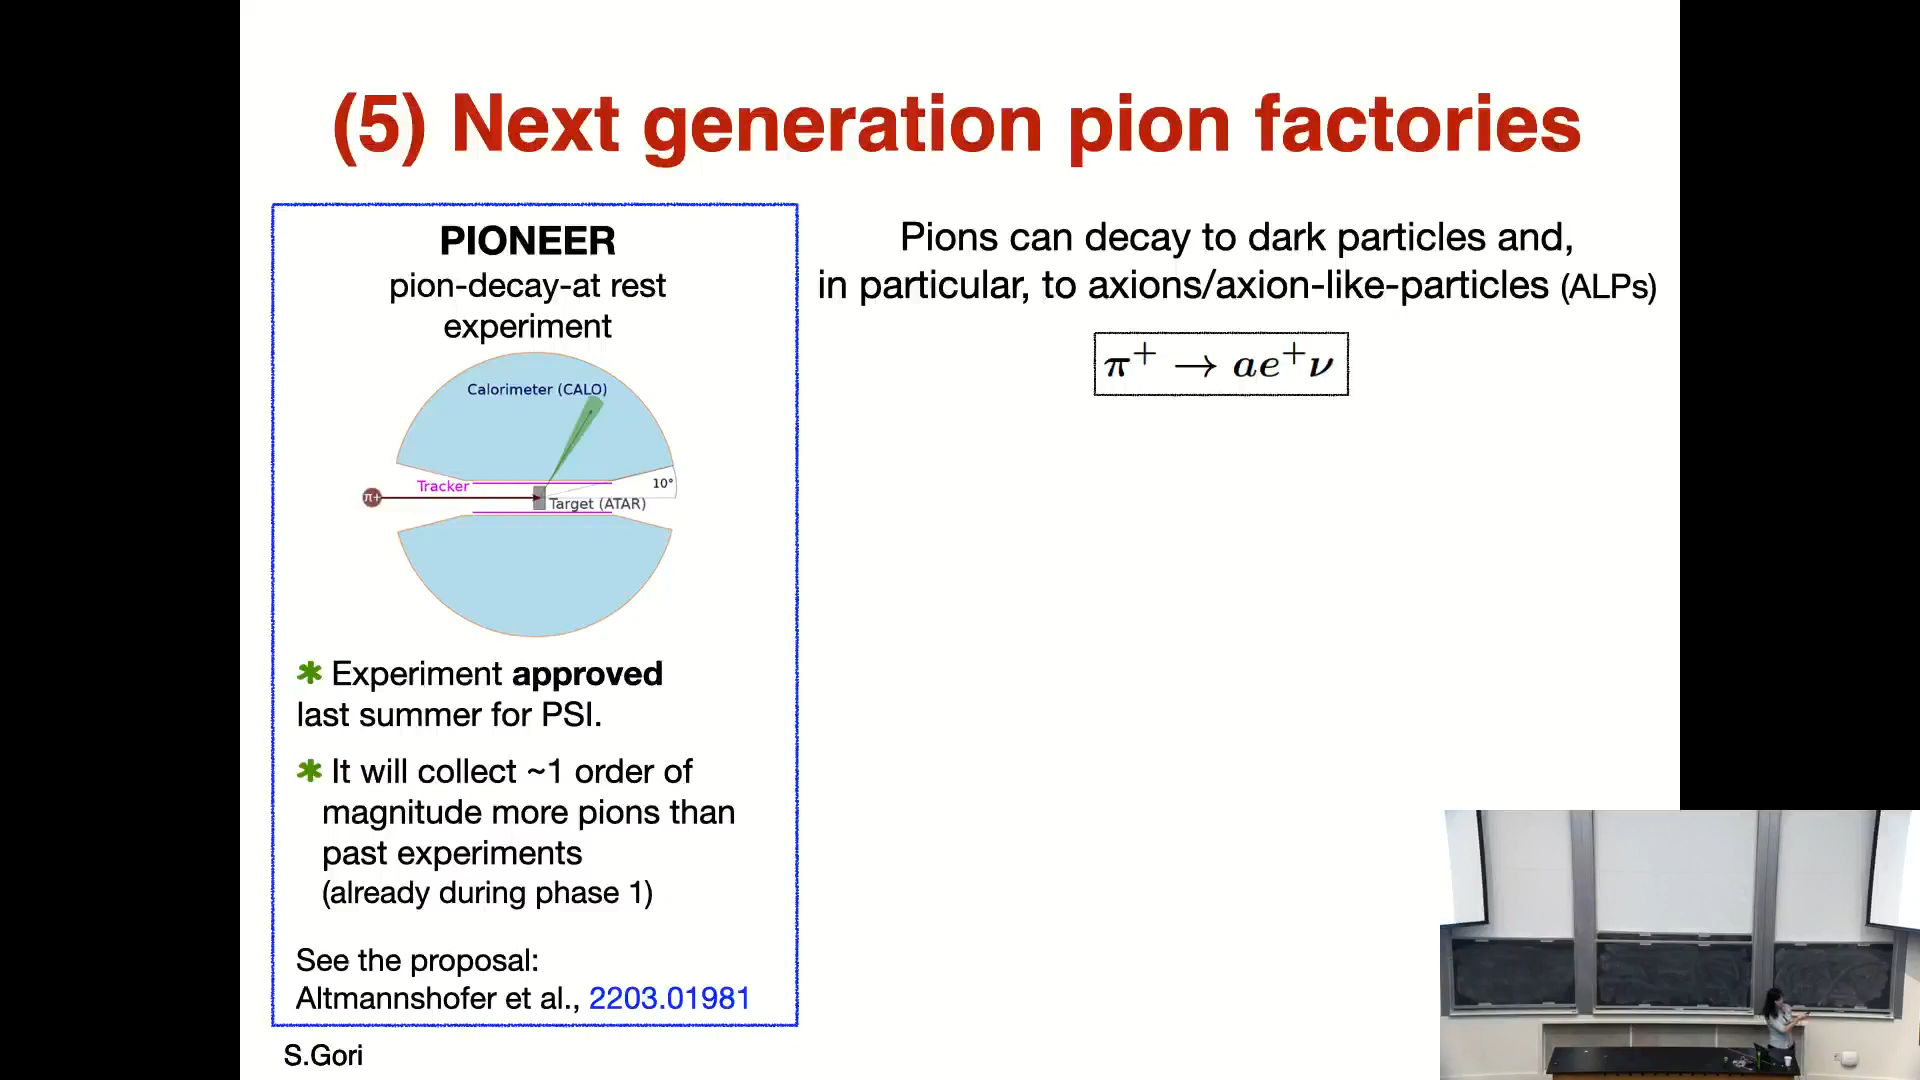 (5) Next generation pion factories
PIONEER
pion-decay-at rest
experiment
Calorimeter (CALO)
Tracker
10°
π+
Target (ATAR)
✱ Experiment approved
last summer for PSI.
✱ It will collect ~1 order of
magnitude more pions than
past experiments
(already during phase 1)
See the proposal:
Altmannshofer et al., 2203.01981
S.Gori
Pions can decay to dark particles and,
in particular, to axions/axion-like-particles (ALPs)
π⁺ → ae⁺ν